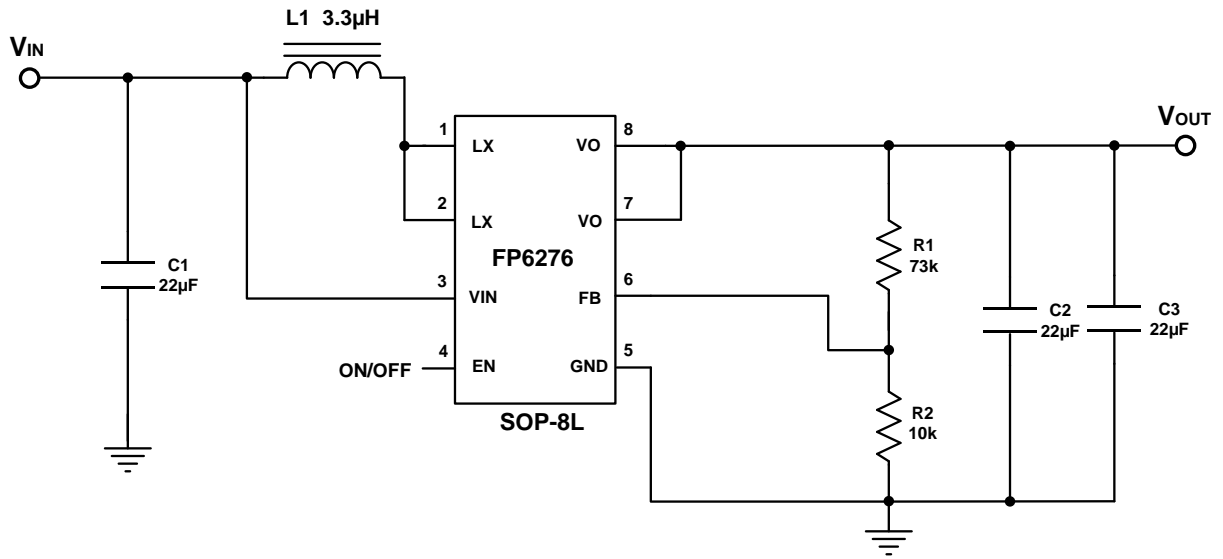 L1 3.3µH
VIN
VOUT
1
LX
VO
8
2
LX
VO
7
FP6276
R1
73k
C1
22µF
3
VIN
FB
6
C2
22µF
C3
22µF
4
ON/OFF
EN
GND
5
SOP-8L
R2
10k